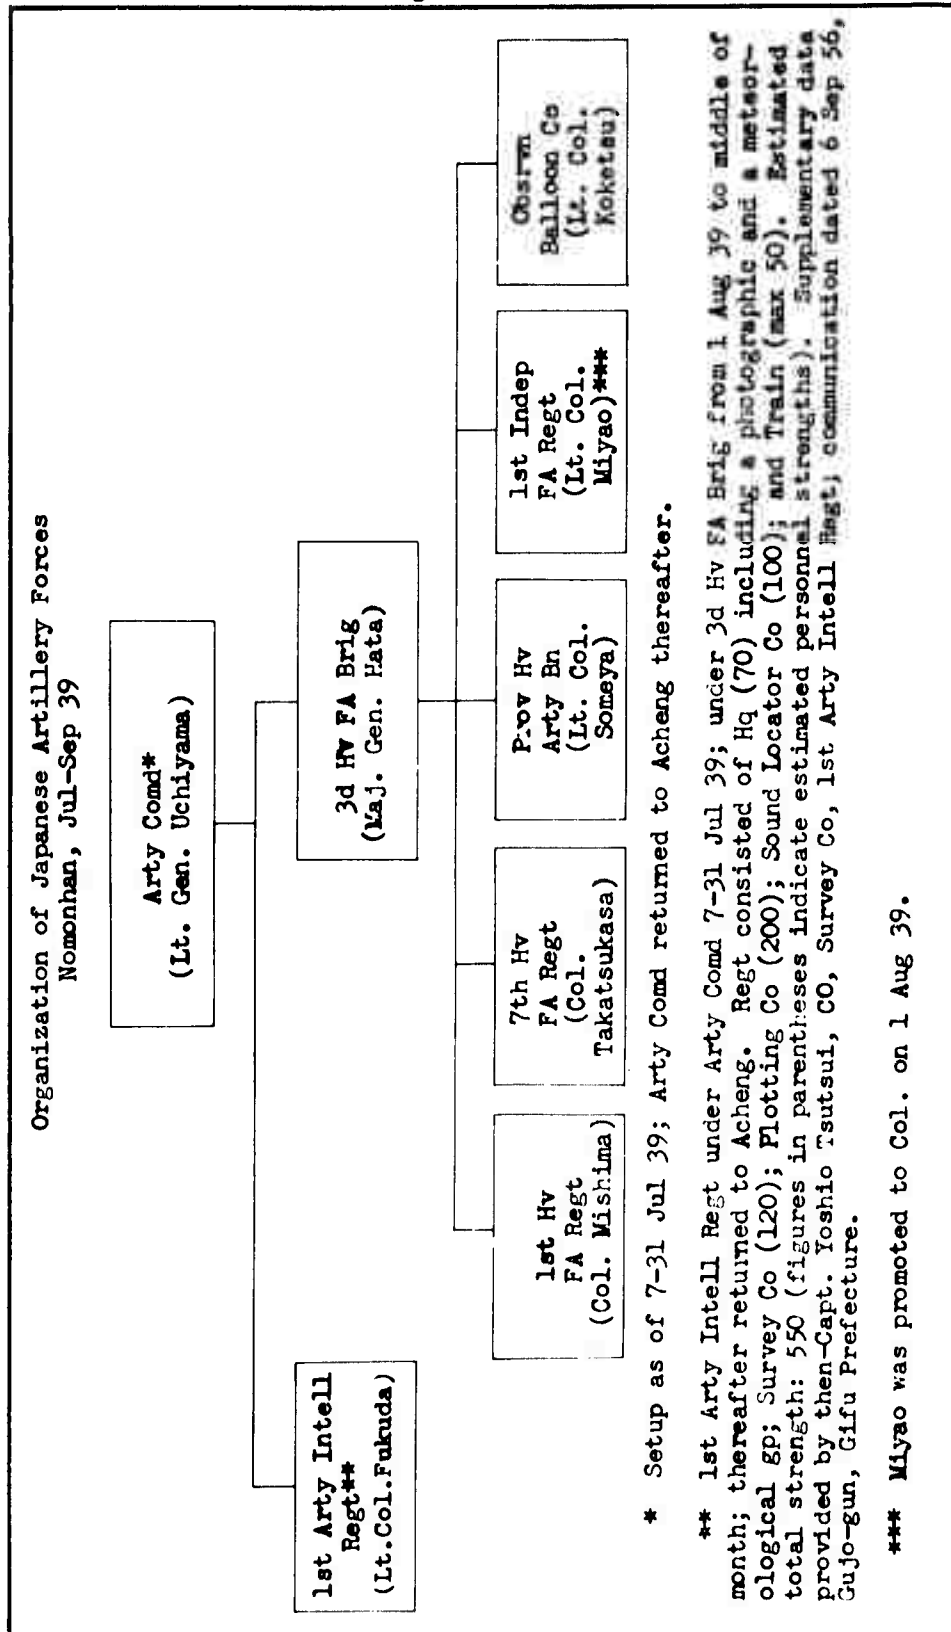 Organization of Japanese Artillery Forces
Nomonhan, Jul-Sep 39
Arty Comd*
(Lt. Gen. Uchiyama)
1st Arty Intell
Regt**
(Lt.Col.Fukuda)
3d Hv FA Brig
(Maj. Gen. Hata)
1st Hv
FA Regt
(Col. Mishima)
7th Hv
FA Regt
(Col.
Takatsukasa)
Prov Hv
Arty Bn
(Lt. Col.
Someya)
1st Indep
FA Regt
(Lt. Col.
Miyao)***
Obsrvn
Balloon Co
(Lt. Col.
Koketsu)
* Setup as of 7-31 Jul 39; Arty Comd returned to Acheng thereafter.
** 1st Arty Intell Regt under Arty Comd 7-31 Jul 39; under 3d Hv FA Brig from 1 Aug 39 to middle of
month; thereafter returned to Acheng. Regt consisted of Hq (70) including a photographic and a meteor-
ological gp; Survey Co (120); Plotting Co (200); Sound Locator Co (100); and Train (max 50). Estimated
total strength: 550 (figures in parentheses indicate estimated personnel strengths). Supplementary data
provided by then-Capt. Yoshio Tsutsui, CO, Survey Co, 1st Arty Intell Regt; communication dated 6 Sep 56,
Gujo-gun, Gifu Prefecture.
*** Miyao was promoted to Col. on 1 Aug 39.